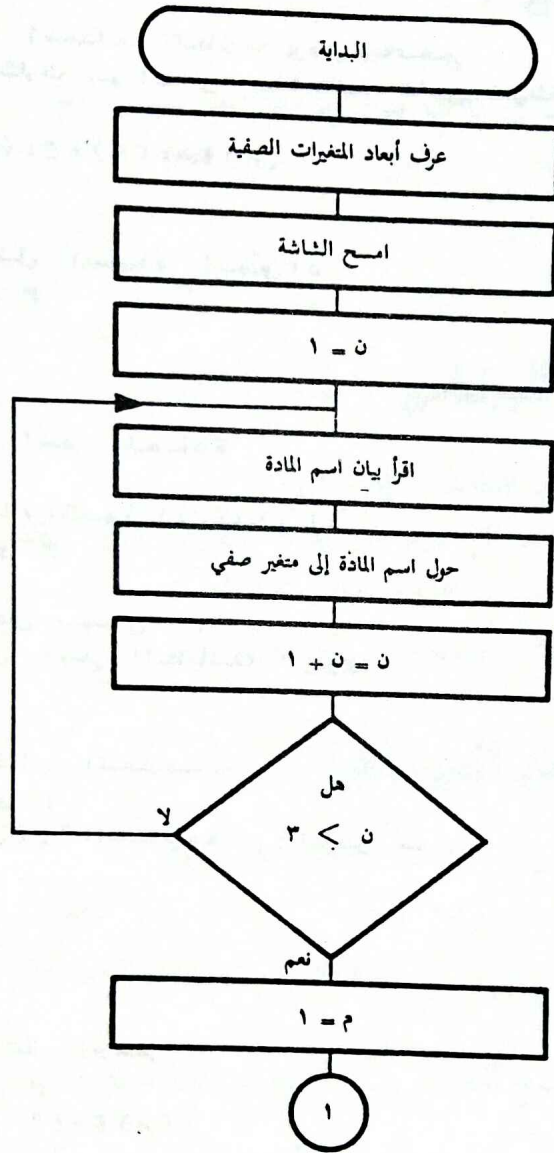 البداية
عرف أبعاد المتغيرات الصفية
امسح الشاشة
ن = ١
اقرأ بيان اسم المادة
حول اسم المادة إلى متغير صفي
ن = ن + ١
هل
ن > ٣
لا
نعم
م = ١
١